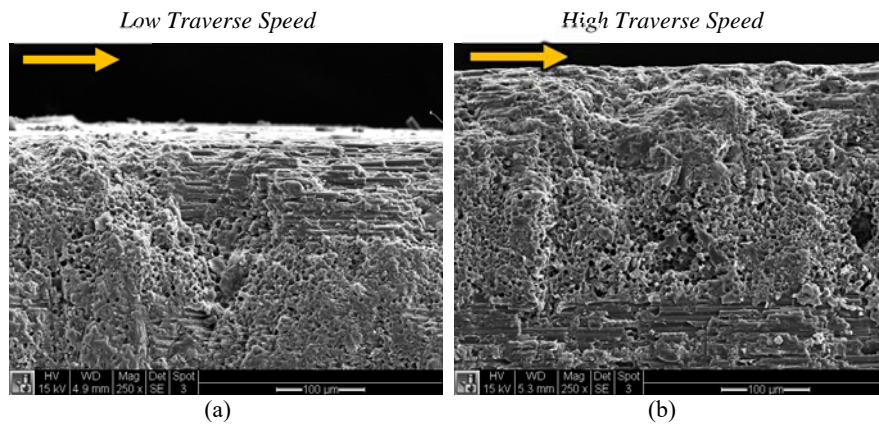 Low Traverse Speed
High Traverse Speed
HV WD Mag Det Spot
15 kV 4.9 mm 250 x SE 3 100 µm
HV WD Mag Det Spot
15 kV 5.3 mm 250 x SE 3 100 µm
(a)
(b)